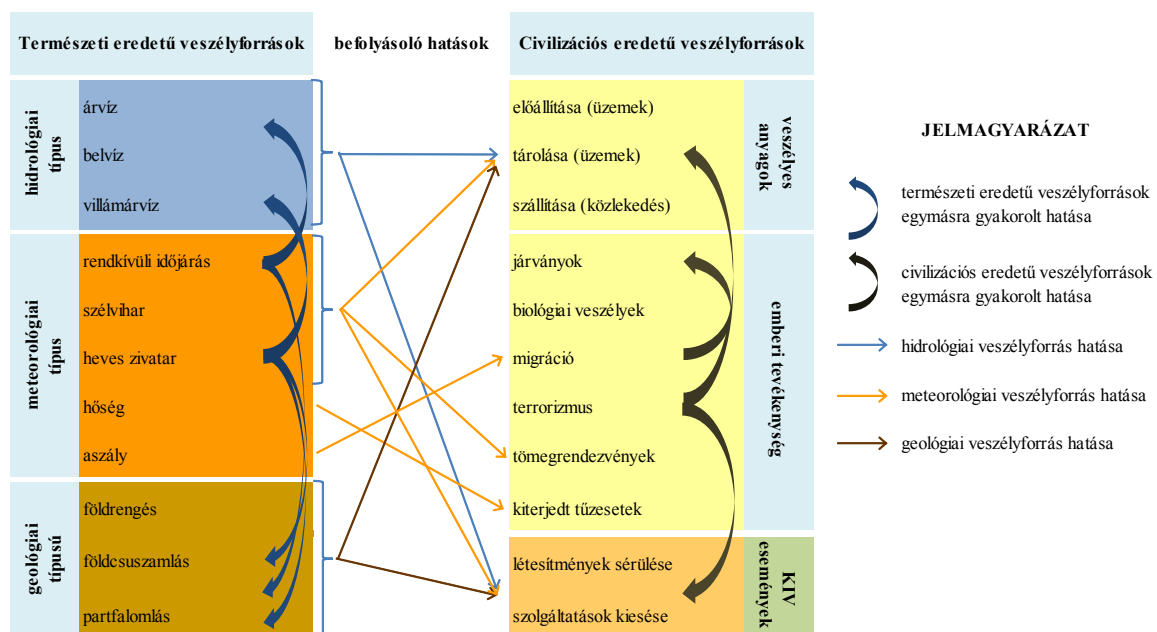 Természeti eredetű veszélyforrások
befolyásoló hatások
Civilizációs eredetű veszélyforrások
hidrológiai
típus
árvíz
belvíz
villámárvíz
meteorológiai
típus
rendkívüli időjárás
szélvihar
heves zivatar
hőség
aszály
geológiai
típusú
földrengés
földcsuszamlás
partfalomlás
előállítása (üzemek)
tárolása (üzemek)
szállítása (közlekedés)
veszélyes
anyagok
járványok
biológiai veszélyek
migráció
terrorizmus
tömegrendezvények
kiterjedt tűzesetek
emberi tevékenység
létesítmények sérülése
szolgáltatások kiesése
KIV
események
JELMAGYARÁZAT
természeti eredetű veszélyforrások
egymásra gyakorolt hatása
civilizációs eredetű veszélyforrások
egymásra gyakorolt hatása
hidrológiai veszélyforrás hatása
meteorológiai veszélyforrás hatása
geológiai veszélyforrás hatása